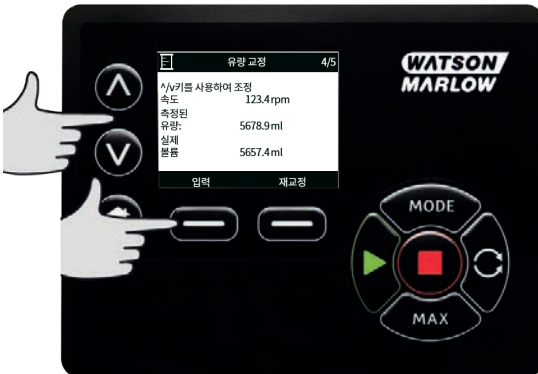 유량 교정 4/5
^/v키를 사용하여 조정
속도 123.4rpm
측정된
유량: 5678.9ml
실제
볼륨 5657.4ml
입력 재교정
WATSON
MARLOW
MODE
MAX